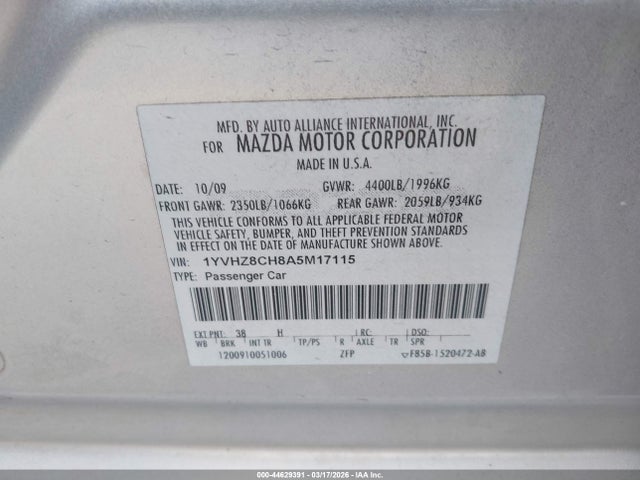 MFD. BY AUTO ALLIANCE INTERNATIONAL, INC.
FOR MAZDA MOTOR CORPORATION
MADE IN U.S.A.
DATE: 10/09 GVWR: 4400LB/1996KG
FRONT GAWR: 2350LB/1066KG REAR GAWR: 2059LB/934KG
THIS VEHICLE CONFORMS TO ALL APPLICABLE FEDERAL MOTOR
VEHICLE SAFETY, BUMPER, AND THEFT PREVENTION STANDARDS
IN EFFECT ON THE DATE OF MANUFACTURE SHOWN ABOVE.
VIN: 1YVHZ8CH8A5M17115
TYPE: Passenger Car
EXT PNT: 38 H RC: DSO:
WB BRK INT TR TP/PS R AXLE TR SPR
1200910051006 ZFP F85B-1520472-AB
000-44629391 | 03/17/2026 | IAA Inc.